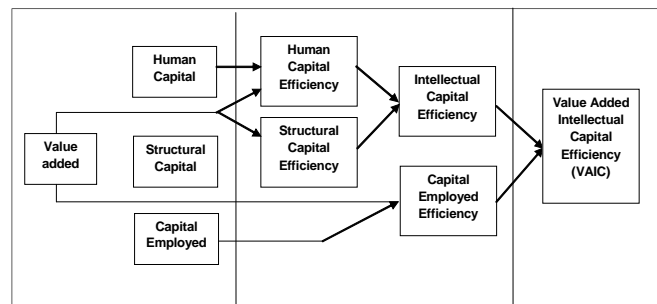 Human
Capital
Value
added
Structural
Capital
Capital
Employed
Human
Capital
Efficiency
Structural
Capital
Efficiency
Intellectual
Capital
Efficiency
Capital
Employed
Efficiency
Value Added
Intellectual
Capital
Efficiency
(VAIC)